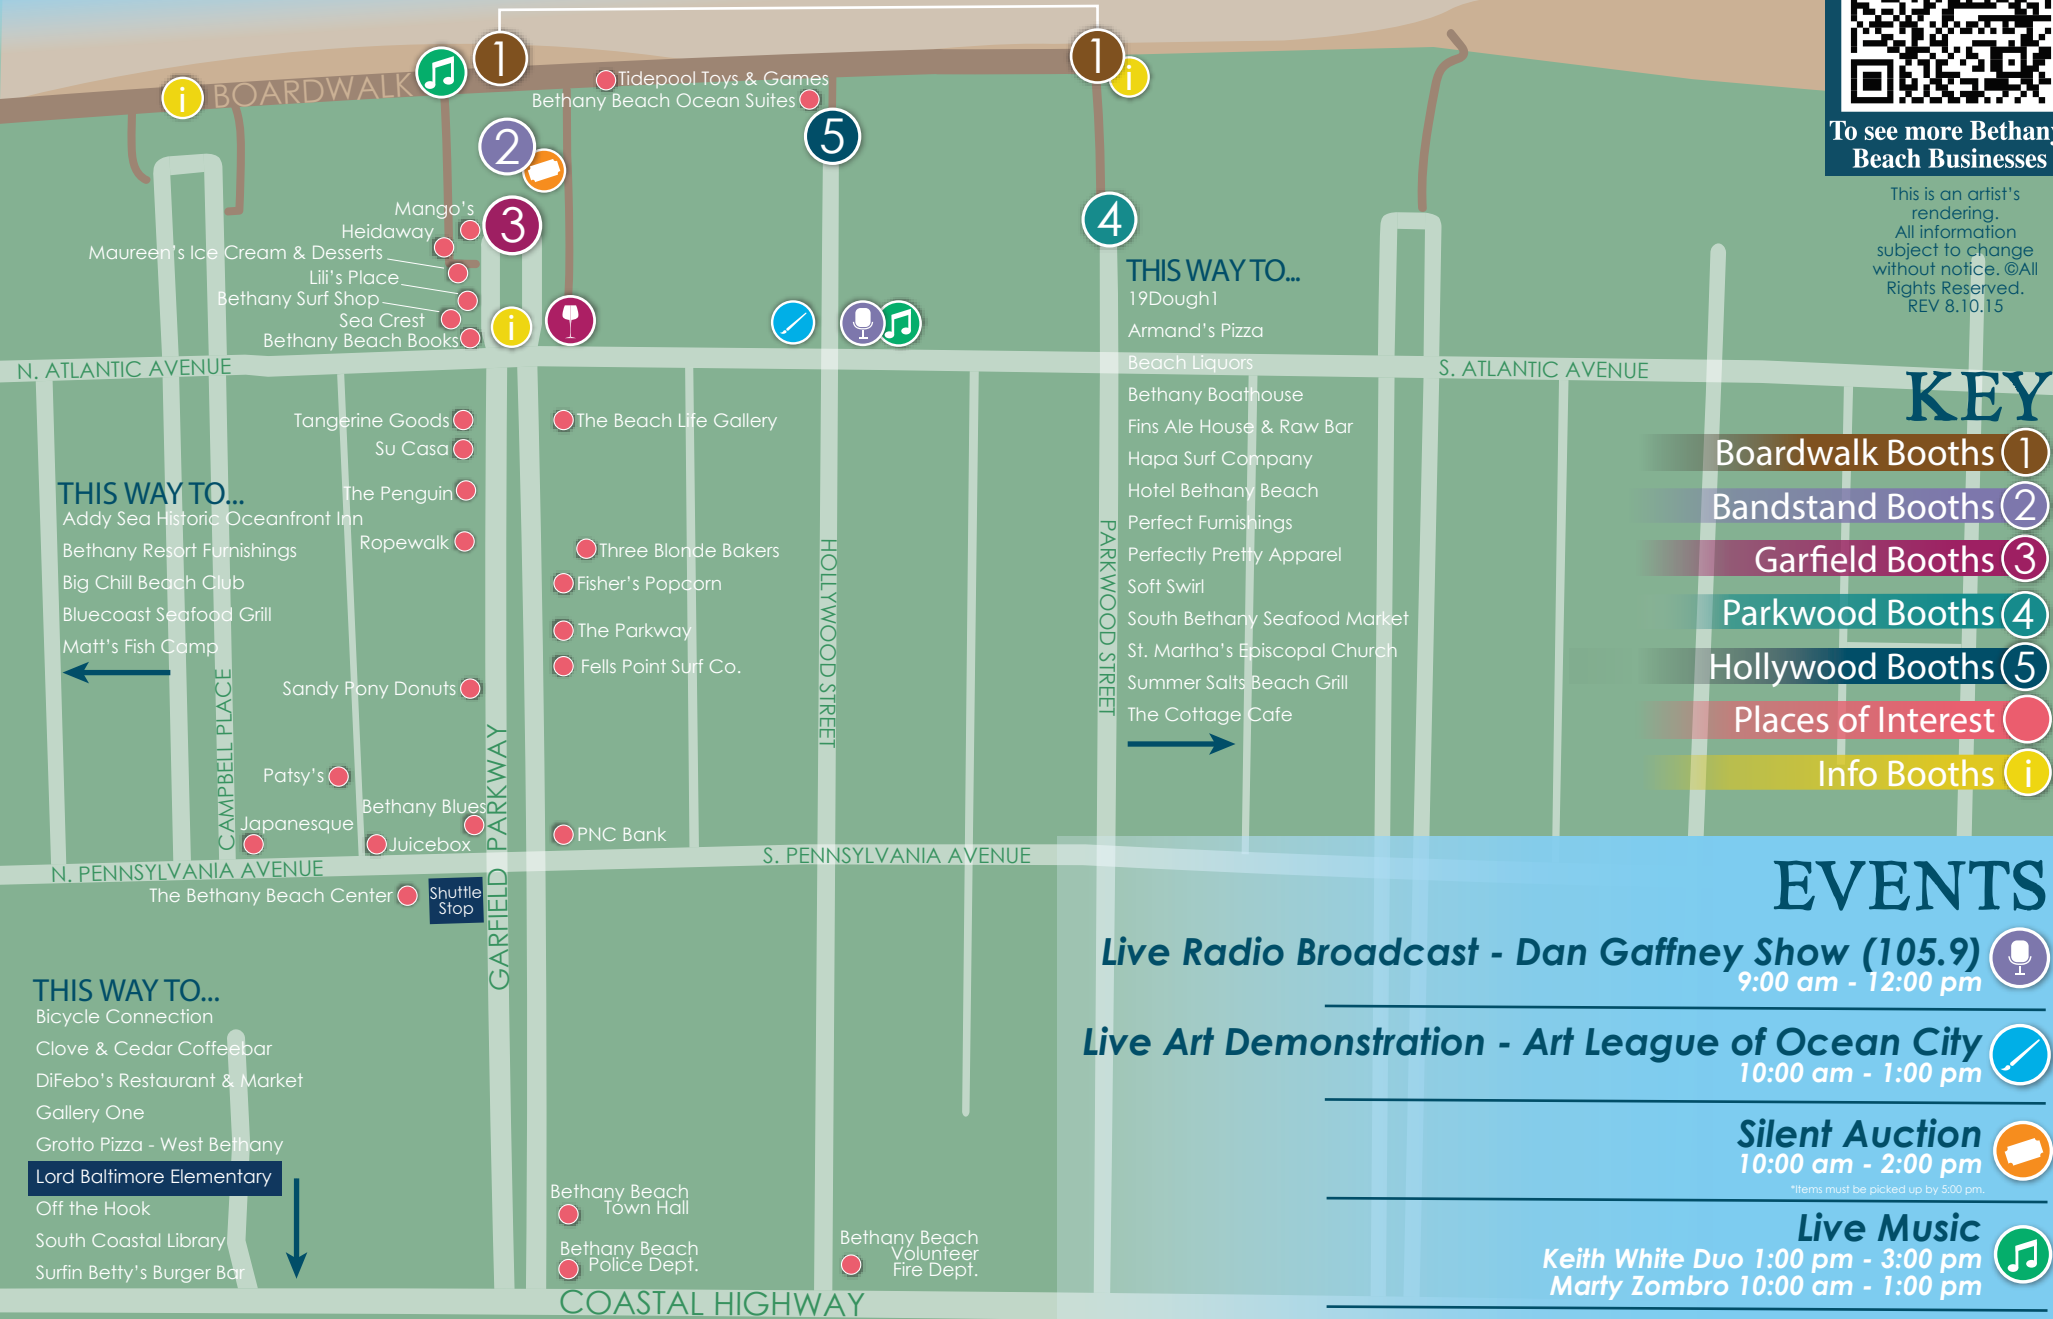 1
1
i
i
BOARDWALK
Tidepool Toys & Games
Bethany Beach Ocean Suites
2
5
3
4
Mango's
Heidaway
Maureen's Ice Cream & Desserts
Lili's Place
Bethany Surf Shop
Sea Crest
Bethany Beach Books
i
N. ATLANTIC AVENUE
S. ATLANTIC AVENUE
To see more Bethany
Beach Businesses
This is an artist's
rendering.
All information
subject to change
without notice. ©All
Rights Reserved.
REV 8.10.15
THIS WAY TO...
19Dough1
Armand's Pizza
Beach Liquors
Bethany Boathouse
Fins Ale House & Raw Bar
Hapa Surf Company
Hotel Bethany Beach
Perfect Furnishings
Perfectly Pretty Apparel
Soft Swirl
South Bethany Seafood Market
St. Martha's Episcopal Church
Summer Salts Beach Grill
The Cottage Cafe
Tangerine Goods
Su Casa
The Penguin
Ropewalk
The Beach Life Gallery
Three Blonde Bakers
Fisher's Popcorn
The Parkway
Fells Point Surf Co.
THIS WAY TO...
Addy Sea Historic Oceanfront Inn
Bethany Resort Furnishings
Big Chill Beach Club
Bluecoast Seafood Grill
Matt's Fish Camp
Sandy Pony Donuts
Patsy's
Bethany Blues
Japanesque
Juicebox
PNC Bank
CAMPBELL PLACE
GARFIELD PARKWAY
HOLLYWOOD STREET
PARKWOOD STREET
N. PENNSYLVANIA AVENUE
S. PENNSYLVANIA AVENUE
The Bethany Beach Center
Shuttle
Stop
THIS WAY TO...
Bicycle Connection
Clove & Cedar Coffeebar
DiFebo's Restaurant & Market
Gallery One
Grotto Pizza - West Bethany
Lord Baltimore Elementary
Off the Hook
South Coastal Library
Surfin Betty's Burger Bar
Bethany Beach
Town Hall
Bethany Beach
Police Dept.
Bethany Beach
Volunteer
Fire Dept.
COASTAL HIGHWAY
KEY
Boardwalk Booths 1
Bandstand Booths 2
Garfield Booths 3
Parkwood Booths 4
Hollywood Booths 5
Places of Interest
Info Booths i
EVENTS
Live Radio Broadcast - Dan Gaffney Show (105.9)
9:00 am - 12:00 pm
Live Art Demonstration - Art League of Ocean City
10:00 am - 1:00 pm
Silent Auction
10:00 am - 2:00 pm
*Items must be picked up by 5:00 pm.
Live Music
Keith White Duo 1:00 pm - 3:00 pm
Marty Zombro 10:00 am - 1:00 pm